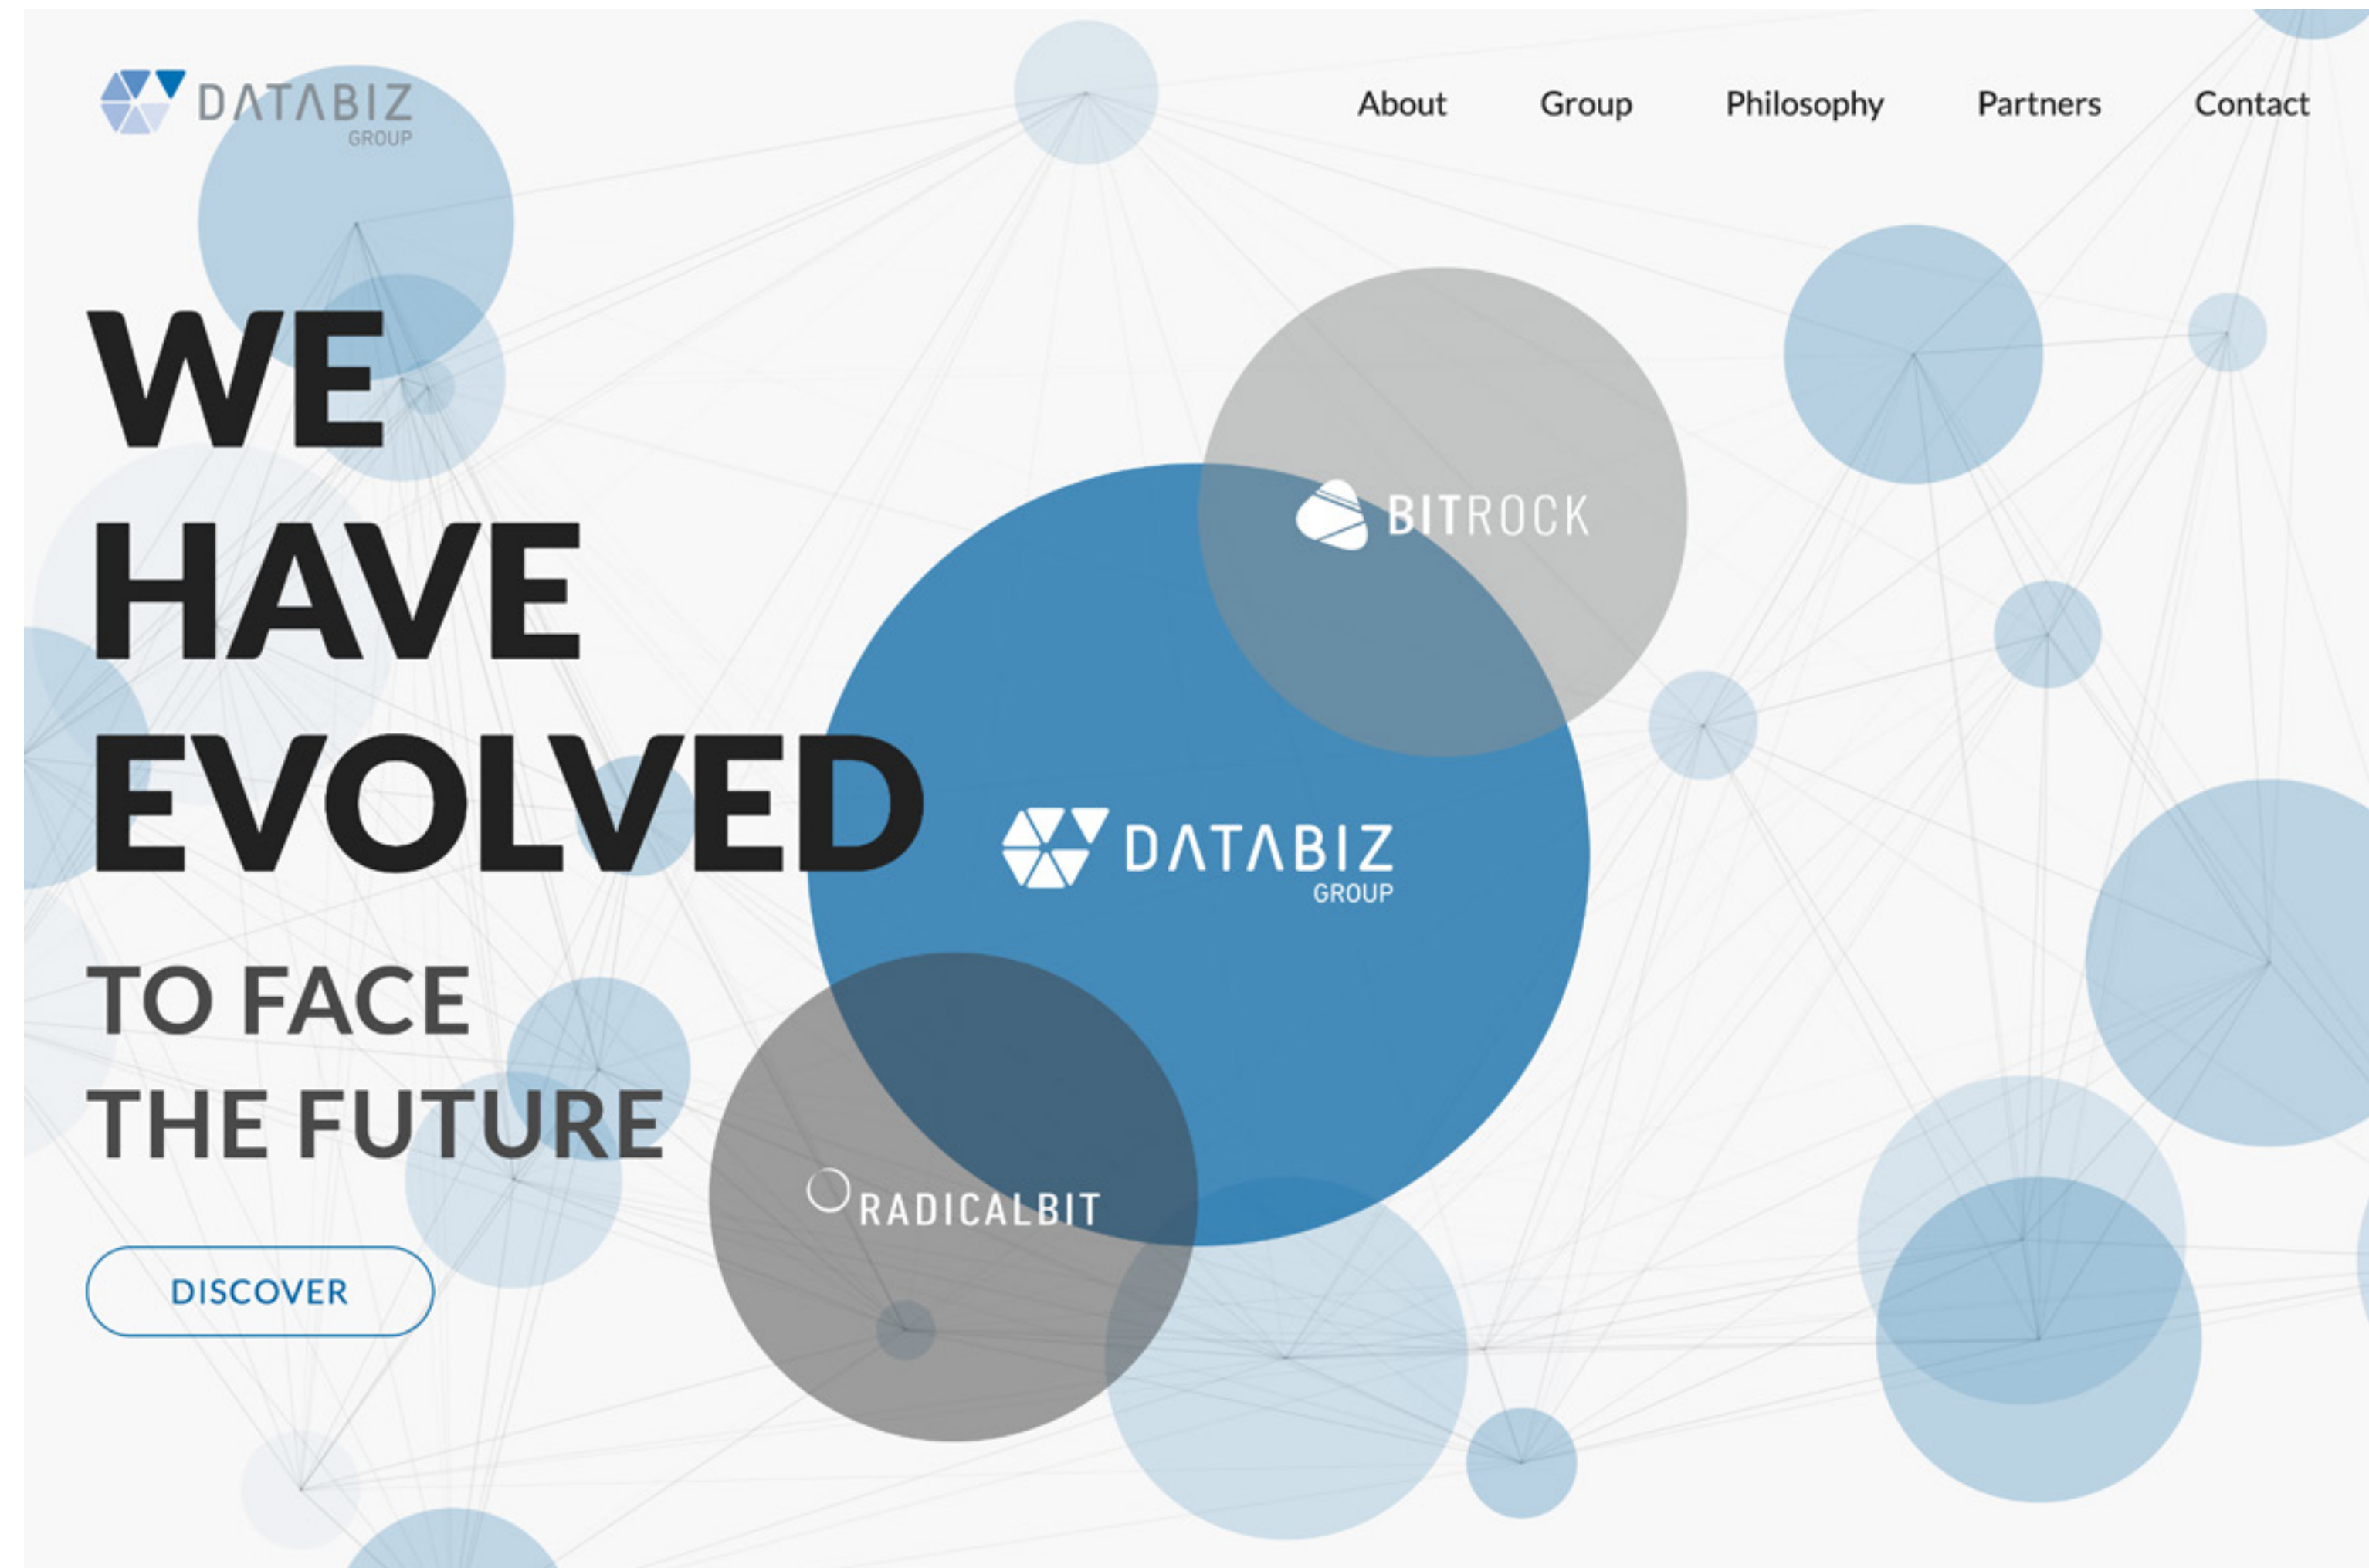 DATABIZ
GROUP
About Group Philosophy Partners Contact
WE
HAVE
EVOLVED
TO FACE
THE FUTURE
DISCOVER
BITROCK
DATABIZ
GROUP
RADICALBIT